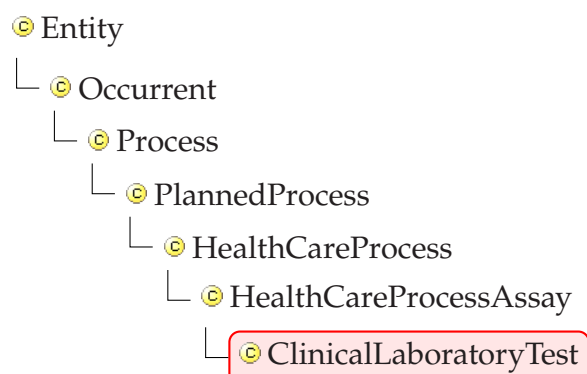 Entity
Occurrent
Process
PlannedProcess
HealthCareProcess
HealthCareProcessAssay
ClinicalLaboratoryTest